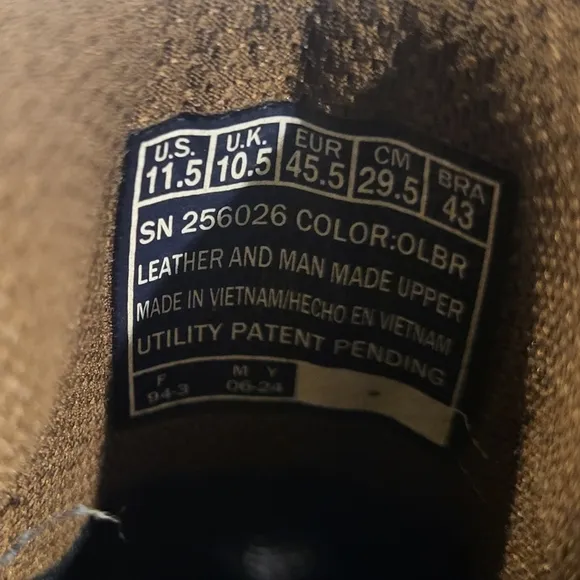 U.S. U.K. EUR CM BRA
11.5 10.5 45.5 29.5 43
SN 256026 COLOR:OLBR
LEATHER AND MAN MADE UPPER
MADE IN VIETNAM/HECHO EN VIETNAM
UTILITY PATENT PENDING
F M Y
94-3 06-24